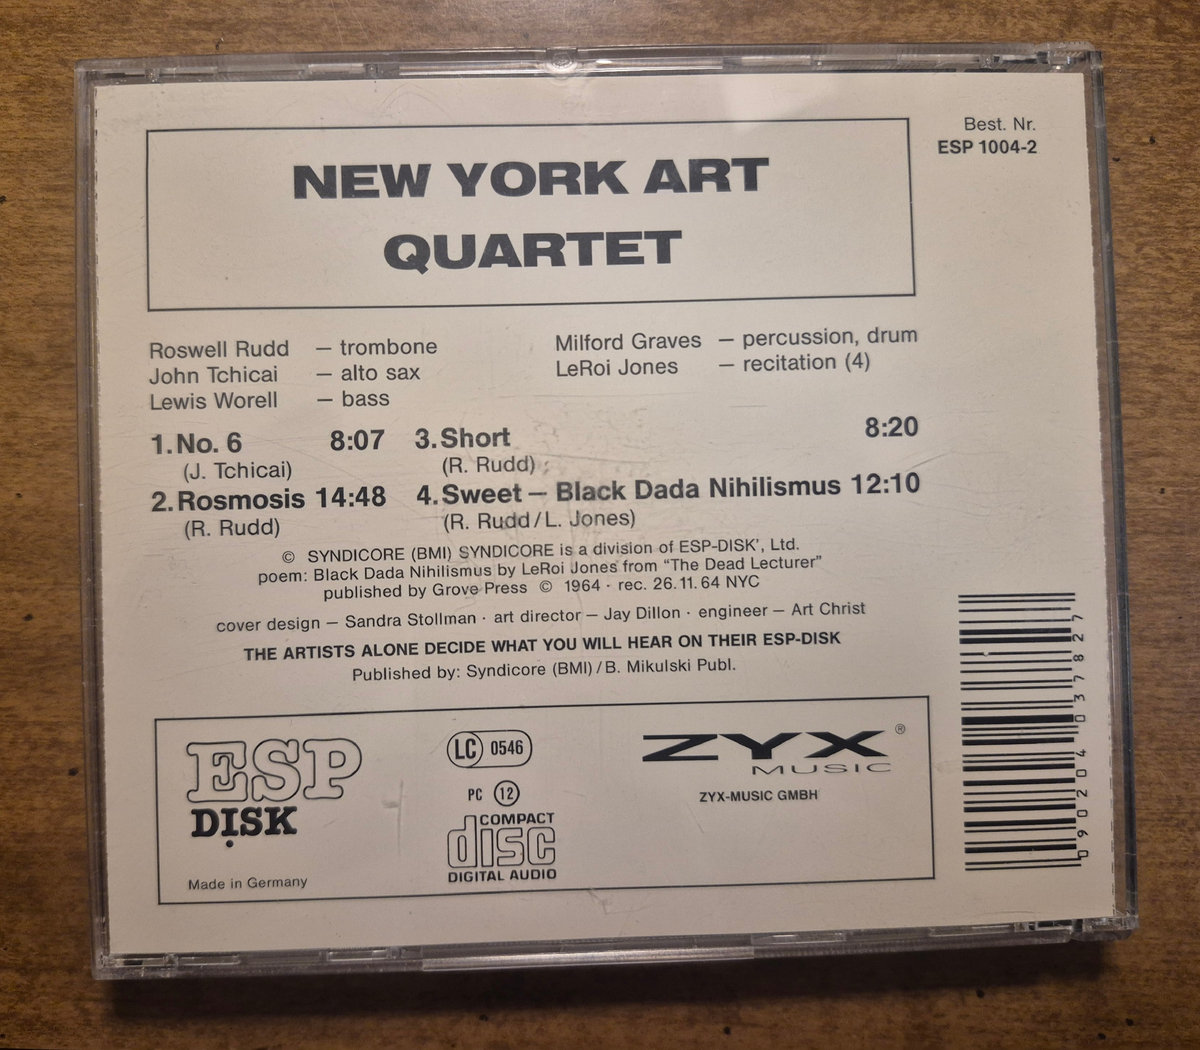 Best. Nr.
ESP 1004-2
NEW YORK ART
QUARTET
Roswell Rudd – trombone
John Tchicai – alto sax
Lewis Worell – bass
Milford Graves – percussion, drum
LeRoi Jones – recitation (4)
1. No. 6 8:07
(J. Tchicai)
2. Rosmosis 14:48
(R. Rudd)
3. Short 8:20
(R. Rudd)
4. Sweet – Black Dada Nihilismus 12:10
(R. Rudd/L. Jones)
© SYNDICORE (BMI) SYNDICORE is a division of ESP-DISK', Ltd.
poem: Black Dada Nihilismus by LeRoi Jones from "The Dead Lecturer"
published by Grove Press © 1964 · rec. 26.11.64 NYC
cover design – Sandra Stollman · art director – Jay Dillon · engineer – Art Christ
THE ARTISTS ALONE DECIDE WHAT YOU WILL HEAR ON THEIR ESP-DISK
Published by: Syndicore (BMI)/B. Mikulski Publ.
ESP
DISK
Made in Germany
LC 0546
PC 12
COMPACT
disc
DIGITAL AUDIO
ZYX®
MUSIC
ZYX-MUSIC GMBH
090204037827